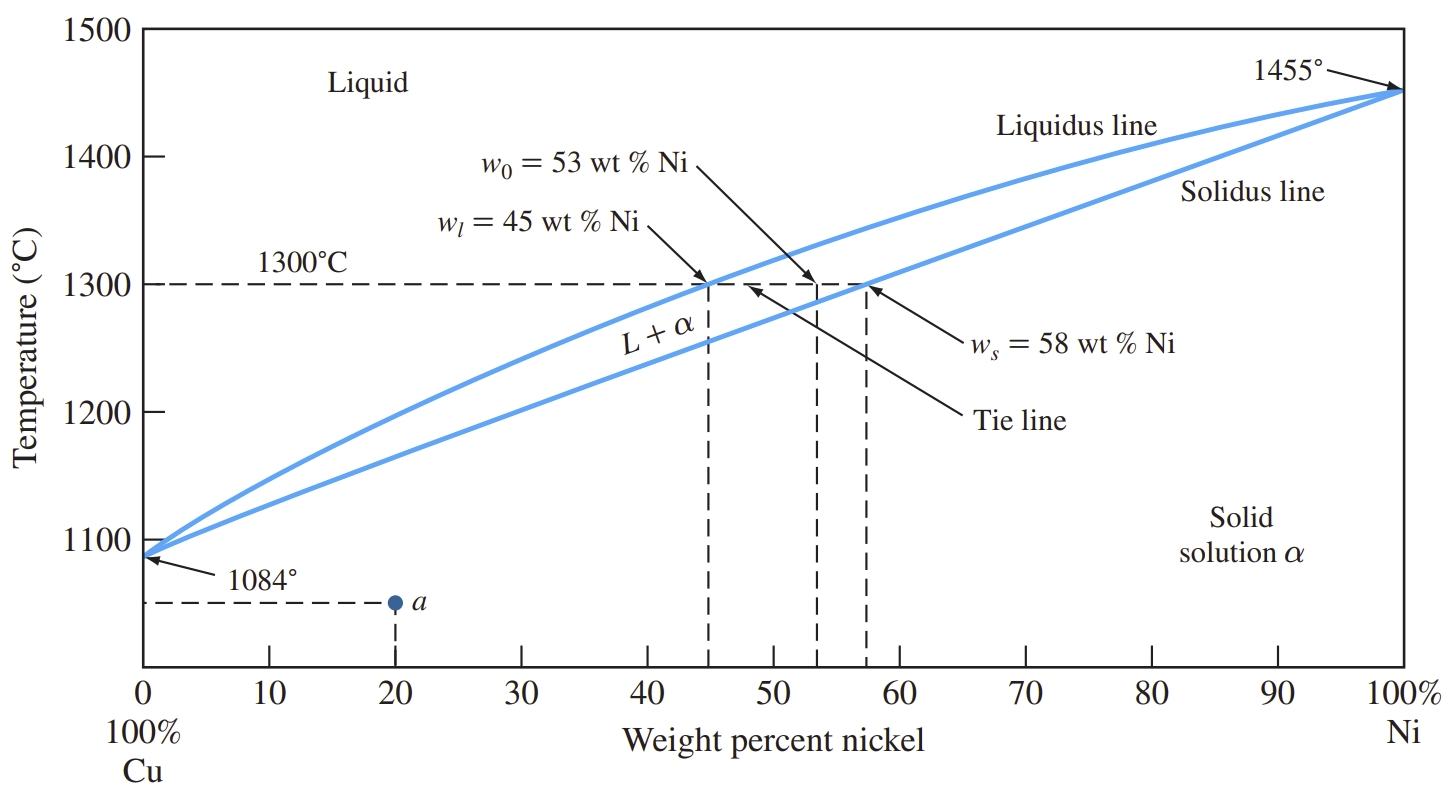 1500
Liquid
1455°
Liquidus line
1400
w₀ = 53 wt % Ni
Solidus line
wₗ = 45 wt % Ni
1300°C
1300
L + α
wₛ = 58 wt % Ni
Temperature (°C)
1200
Tie line
Solid
solution α
1100
1084°
a
0 10 20 30 40 50 60 70 80 90 100%
100%
Cu
Weight percent nickel
Ni